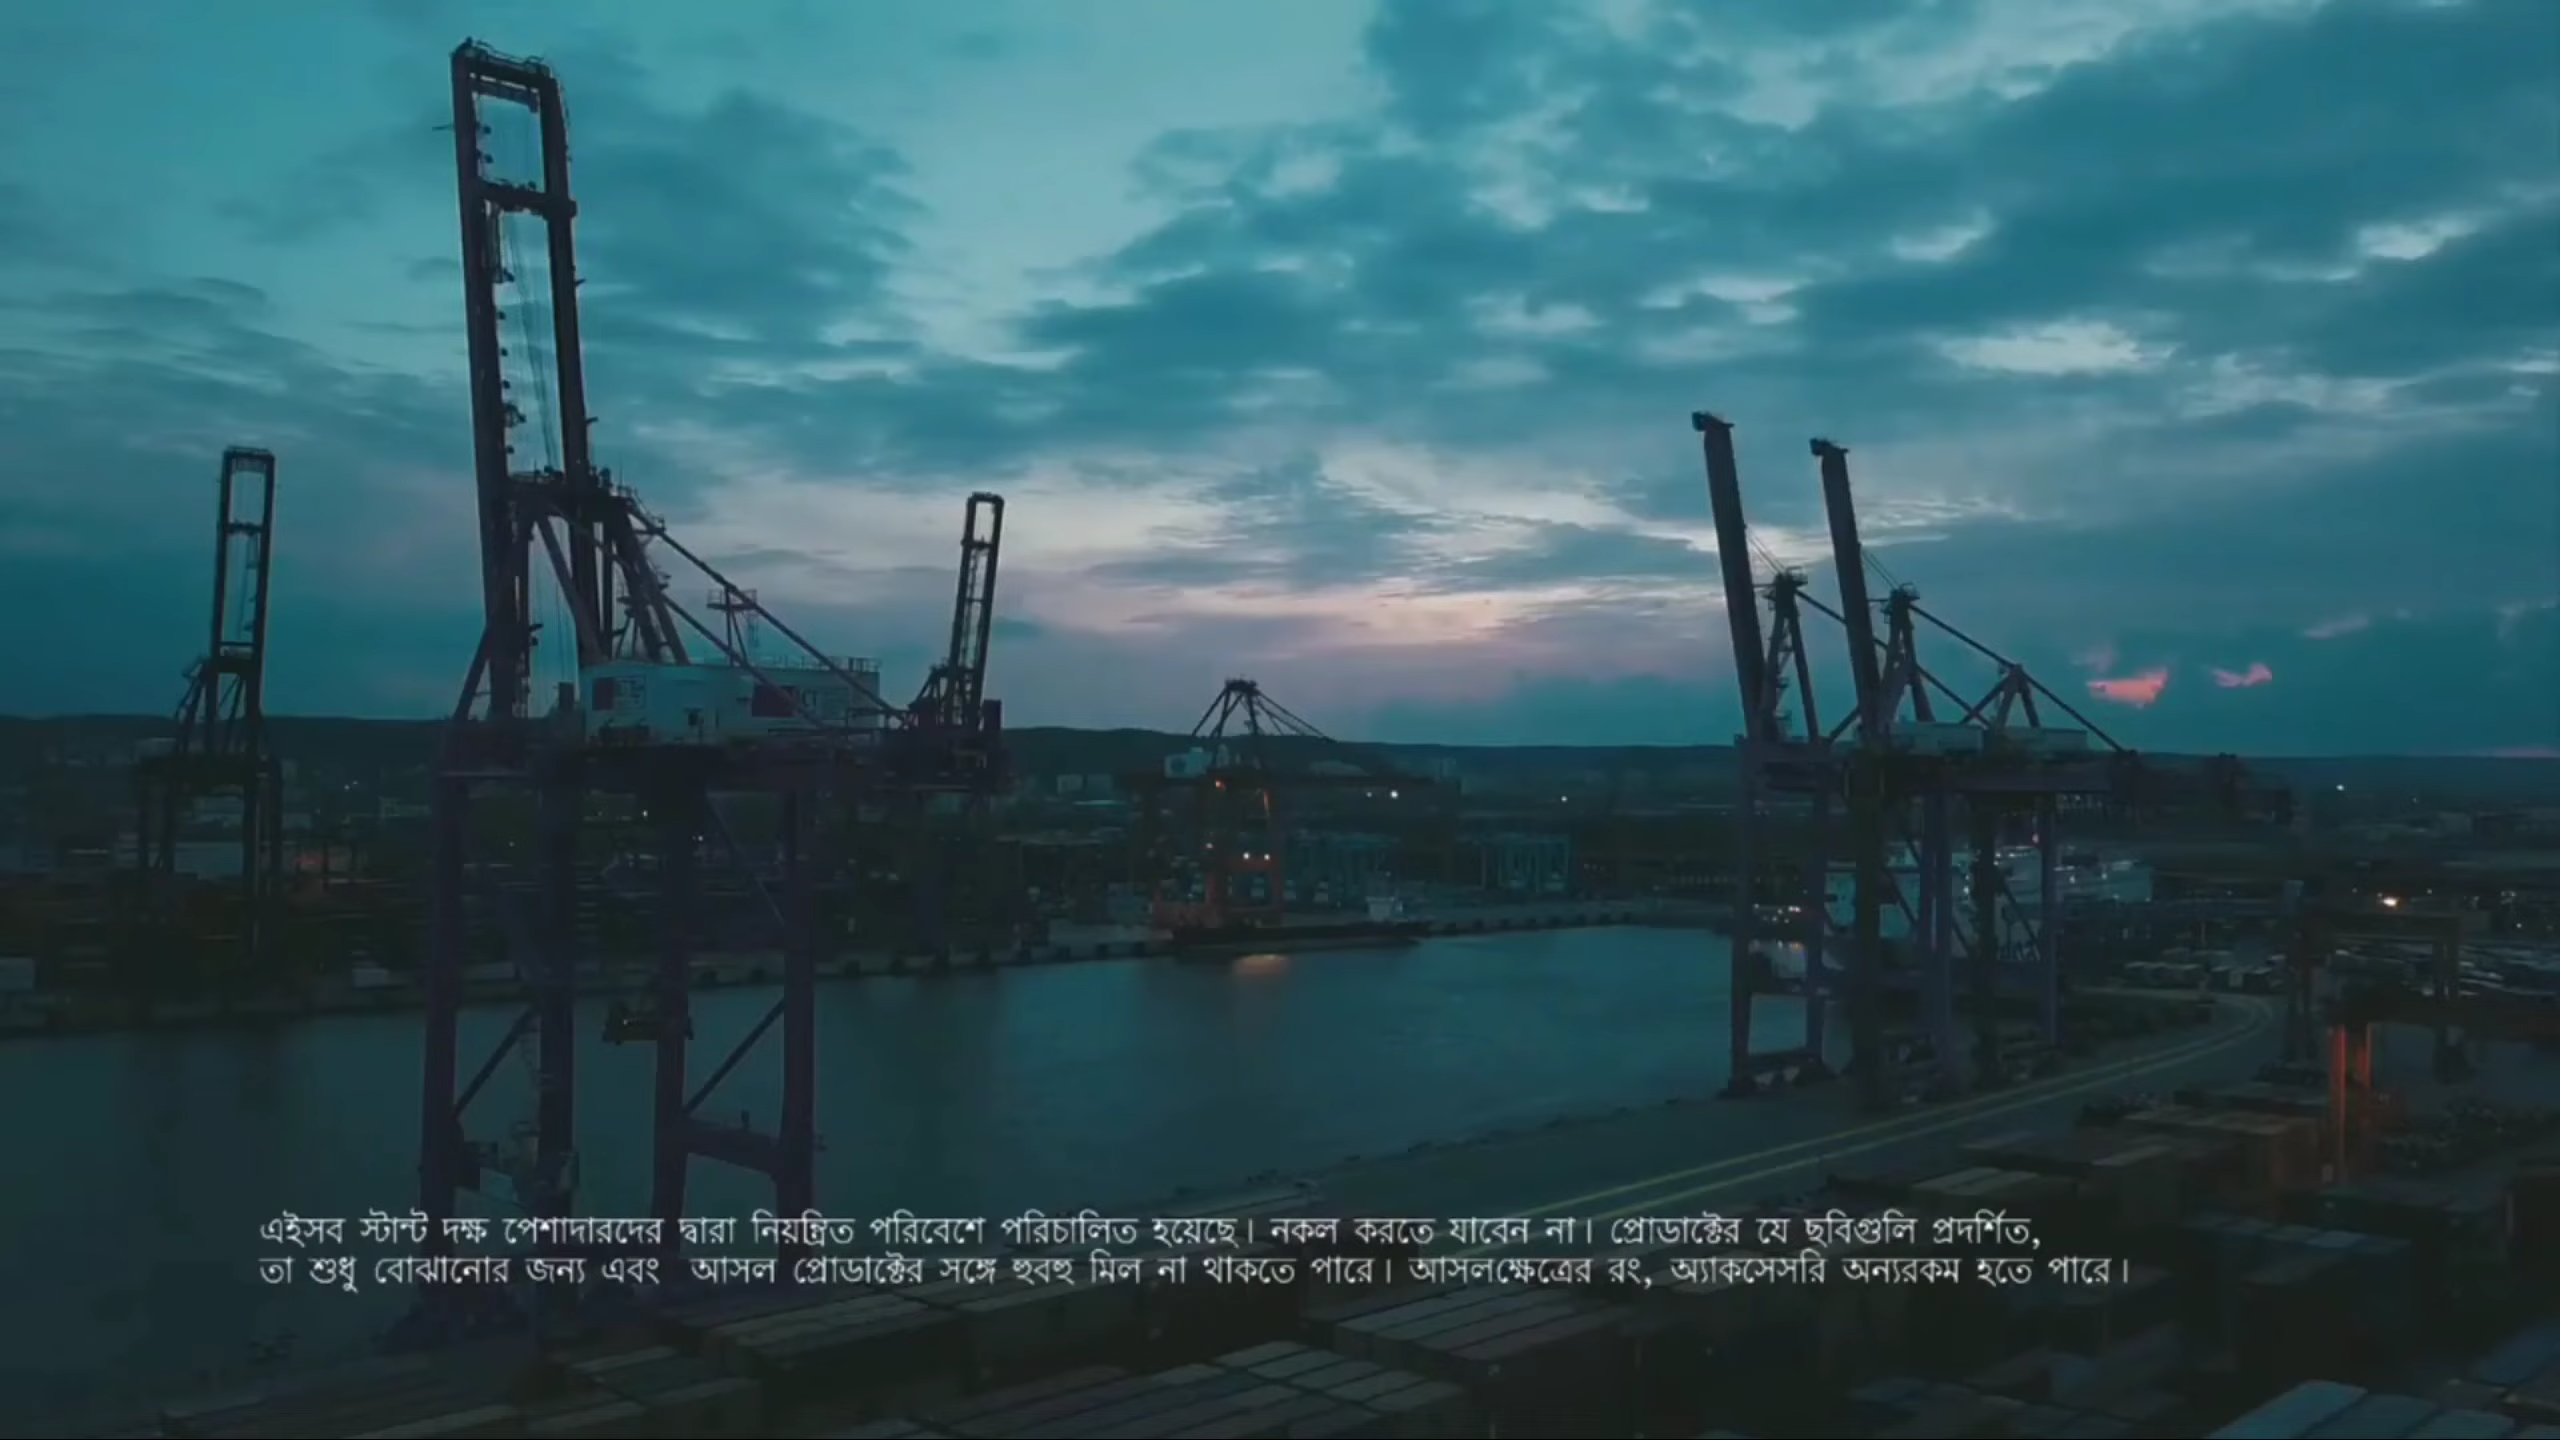 এইসব স্টান্ট দক্ষ পেশাদারদের দ্বারা নিয়ন্ত্রিত পরিবেশে পরিচালিত হয়েছে। নকল করতে যাবেন না। প্রোডাক্টের যে ছবিগুলি প্রদর্শিত,
তা শুধু বোঝানোর জন্য এবং আসল প্রোডাক্টের সঙ্গে হুবহু মিল না থাকতে পারে। আসলক্ষেত্রের রং, অ্যাকসেসরি অন্যরকম হতে পারে।